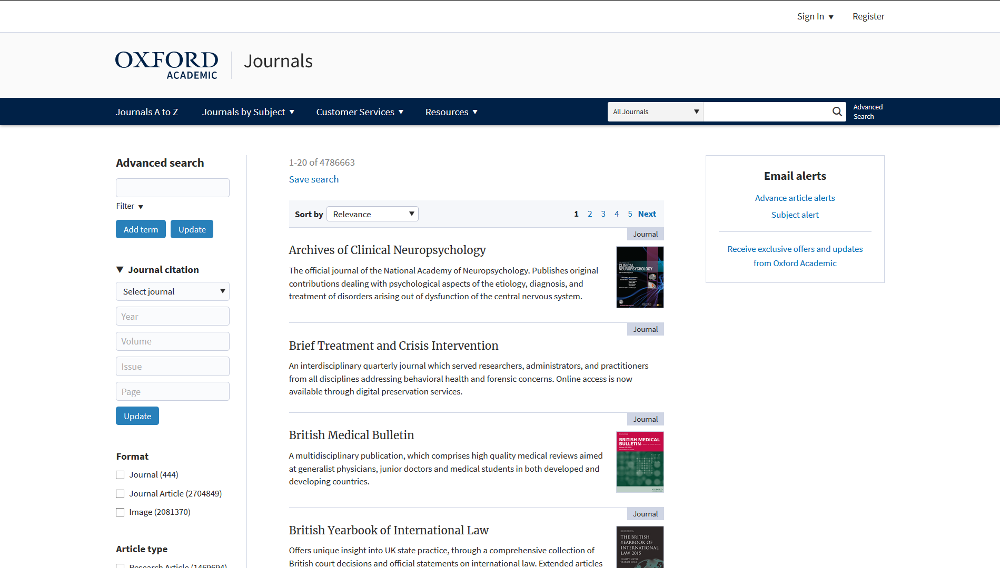 Sign In ▼ Register
OXFORD
ACADEMIC
Journals
Journals A to Z
Journals by Subject ▼
Customer Services ▼
Resources ▼
All Journals ▼
Advanced
Search
Advanced search
Filter ▼
Add term
Update
▼ Journal citation
Select journal ▼
Year
Volume
Issue
Page
Update
Format
Journal (444)
Journal Article (2704849)
Image (2081370)
Article type
Research Article (1469694)
1-20 of 4786663
Save search
Sort by Relevance ▼
1 2 3 4 5 Next
Journal
Archives of Clinical Neuropsychology
The official journal of the National Academy of Neuropsychology. Publishes original
contributions dealing with psychological aspects of the etiology, diagnosis, and
treatment of disorders arising out of dysfunction of the central nervous system.
CLINICAL
NEUROPSYCHOLOGY
OXFORD
Journal
Brief Treatment and Crisis Intervention
An interdisciplinary quarterly journal which served researchers, administrators, and practitioners
from all disciplines addressing behavioral health and forensic concerns. Online access is now
available through digital preservation services.
Journal
British Medical Bulletin
A multidisciplinary publication, which comprises high quality medical reviews aimed
at generalist physicians, junior doctors and medical students in both developed and
developing countries.
BRITISH MEDICAL
BULLETIN
OXFORD
Journal
British Yearbook of International Law
Offers unique insight into UK state practice, through a comprehensive collection of
British court decisions and official statements on international law. Extended articles
THE BRITISH
YEARBOOK OF
INTERNATIONAL
LAW 2015
EIGHTY-SIXTH
YEAR OF ISSUE
Email alerts
Advance article alerts
Subject alert
Receive exclusive offers and updates
from Oxford Academic